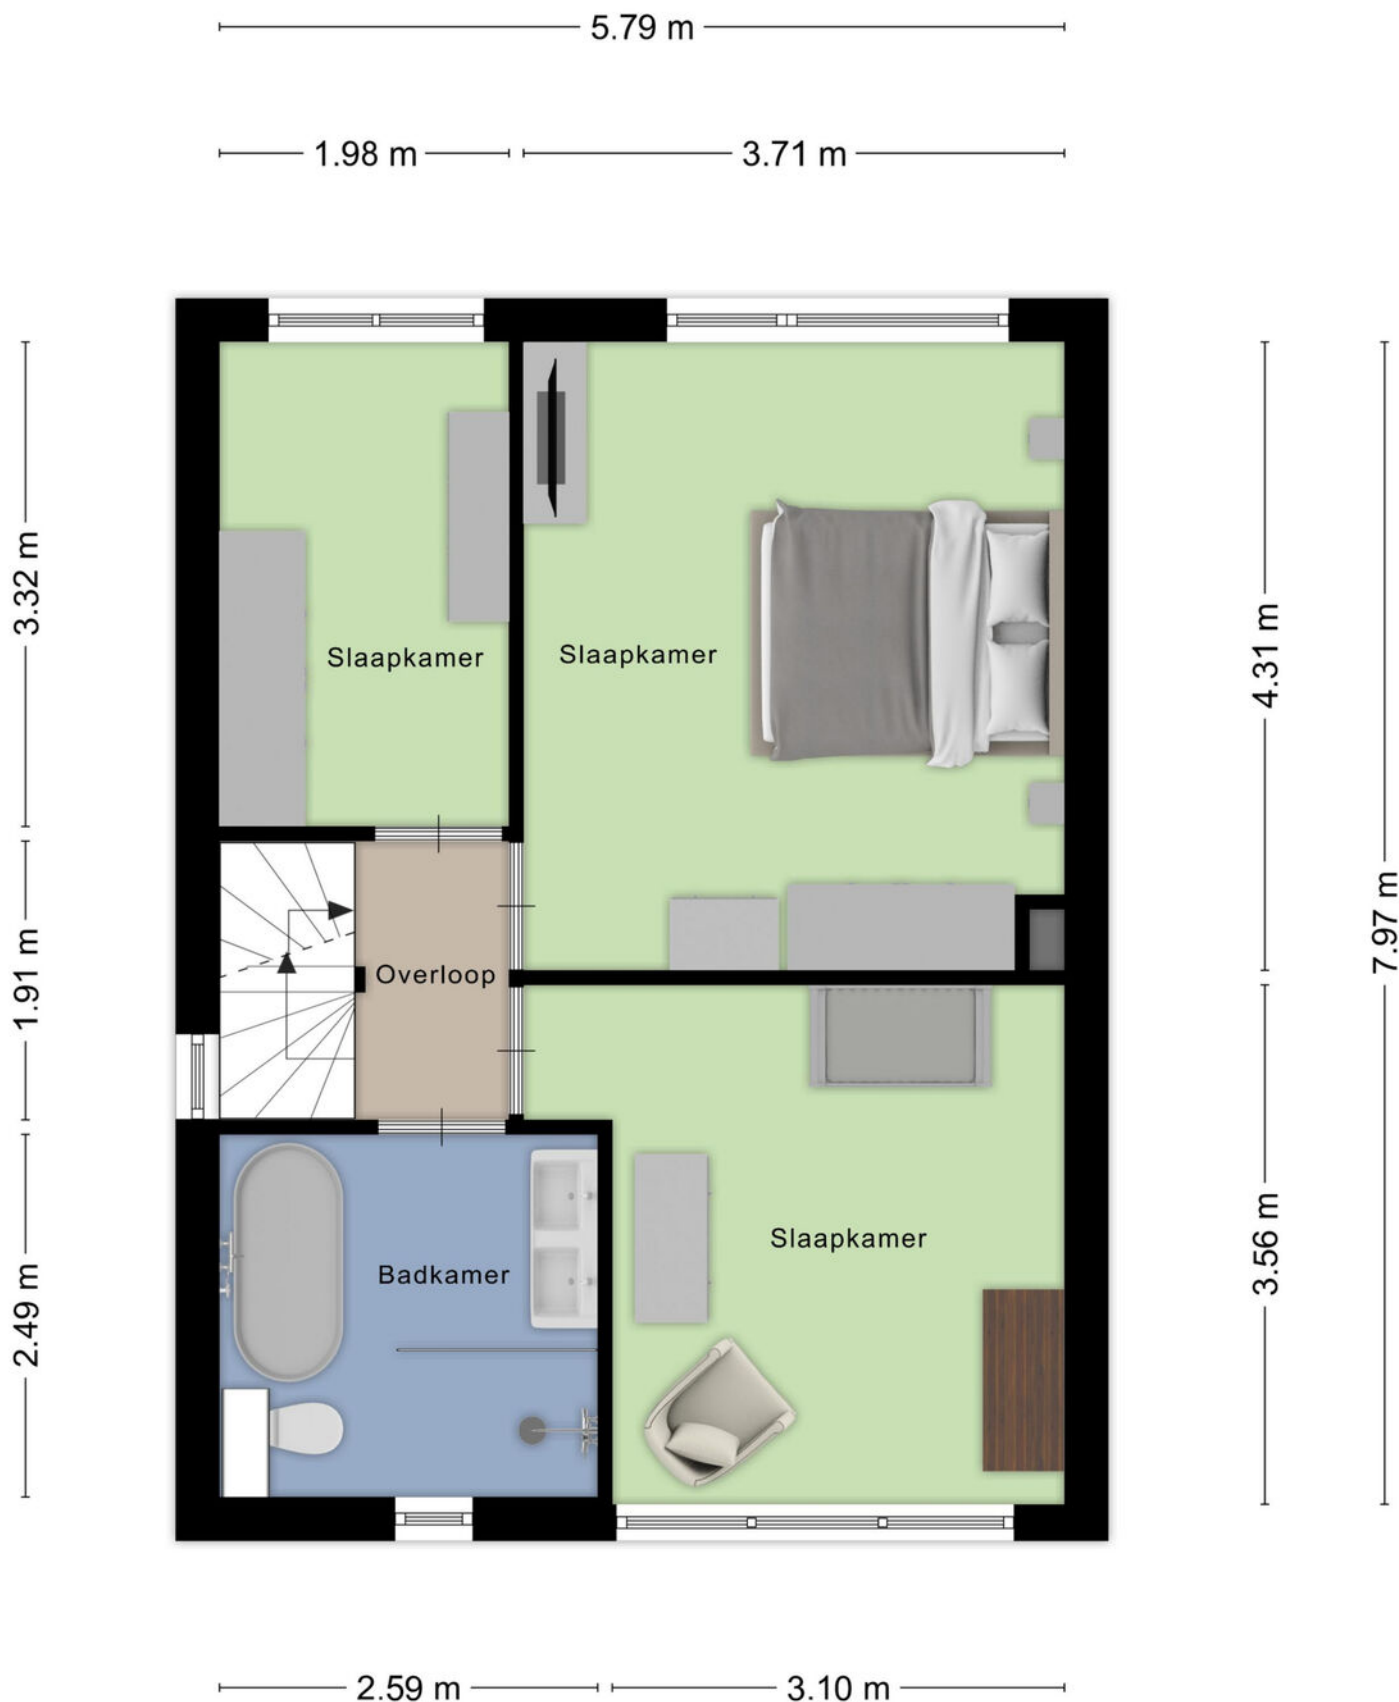 5.79 m
1.98 m
3.71 m
3.32 m
4.31 m
Slaapkamer
Slaapkamer
7.97 m
1.91 m
Overloop
3.56 m
Slaapkamer
2.49 m
Badkamer
2.59 m
3.10 m